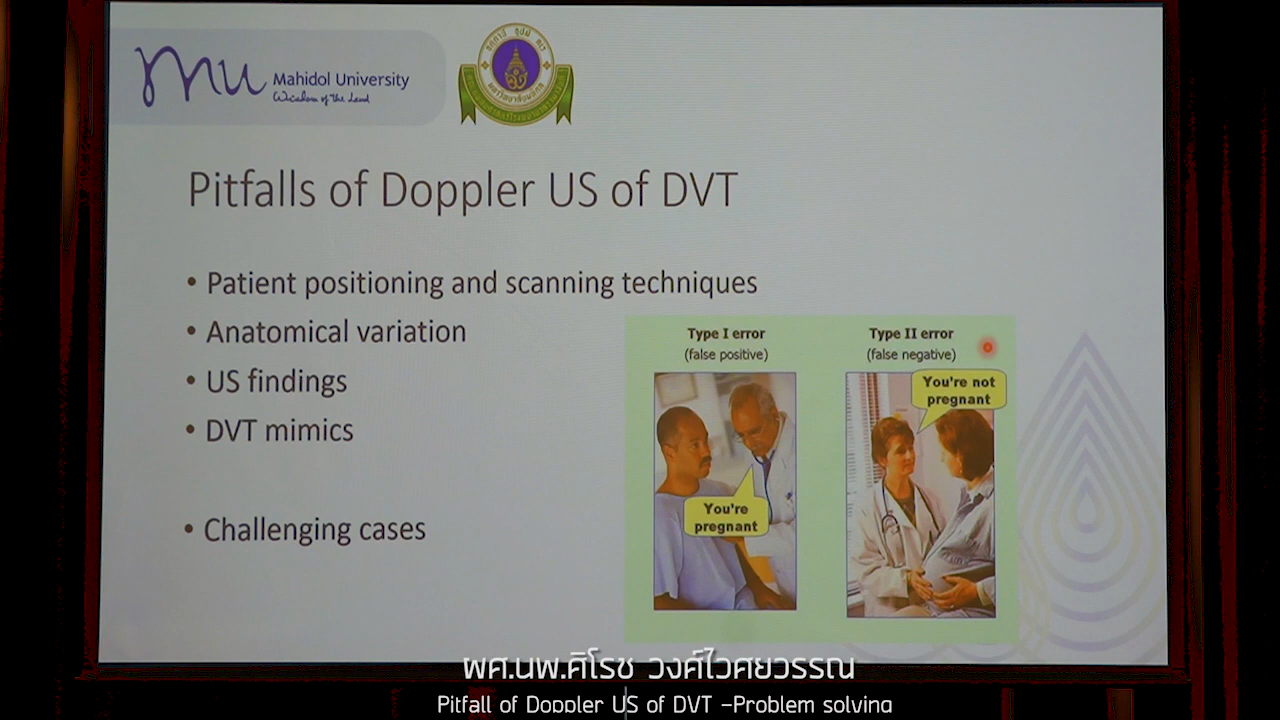 mu Mahidol University
Wisdom of the Land
Pitfalls of Doppler US of DVT
• Patient positioning and scanning techniques
• Anatomical variation
• US findings
• DVT mimics
• Challenging cases
Type I error
(false positive)
You're
pregnant
Type II error
(false negative)
You're not
pregnant
ผศ.นพ.ศิโรช วงศ์ไวศยวรรณ
Pitfall of Doppler US of DVT -Problem solving